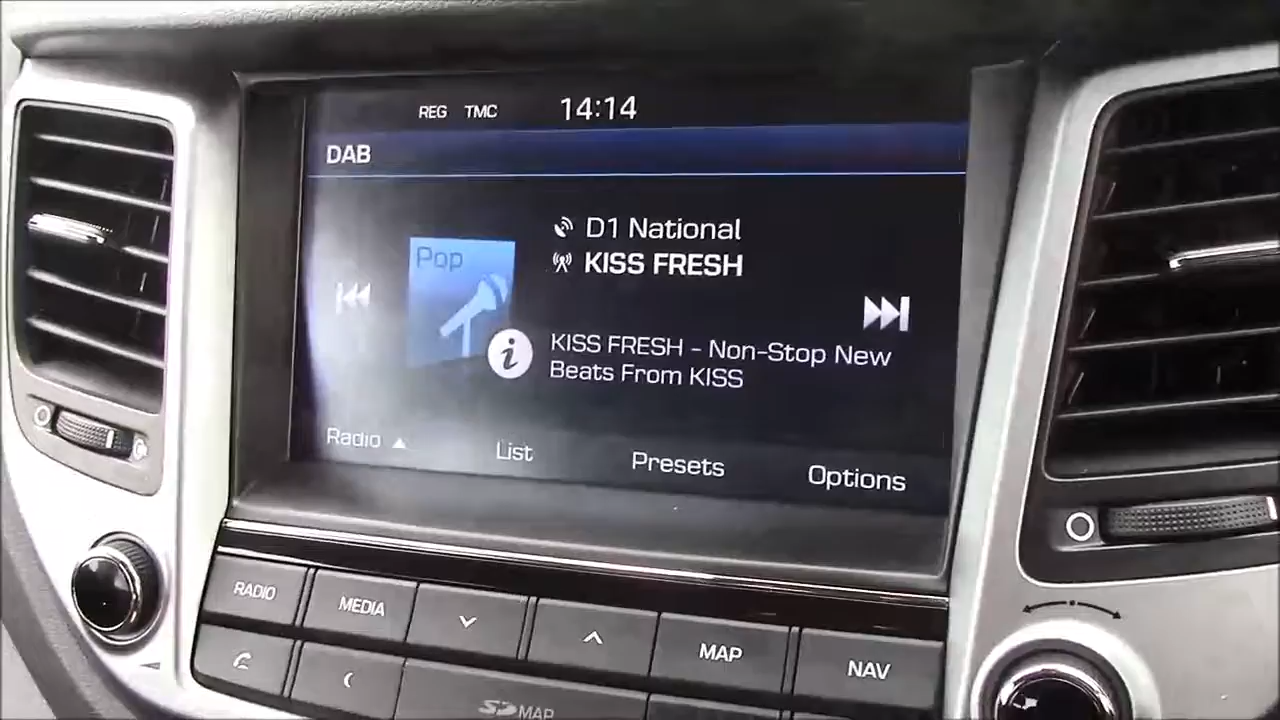 REG TMC 14:14
DAB
D1 National
KISS FRESH
Pop
KISS FRESH - Non-Stop New
Beats From KISS
Radio List Presets Options
RADIO MEDIA MAP NAV
SD MAP